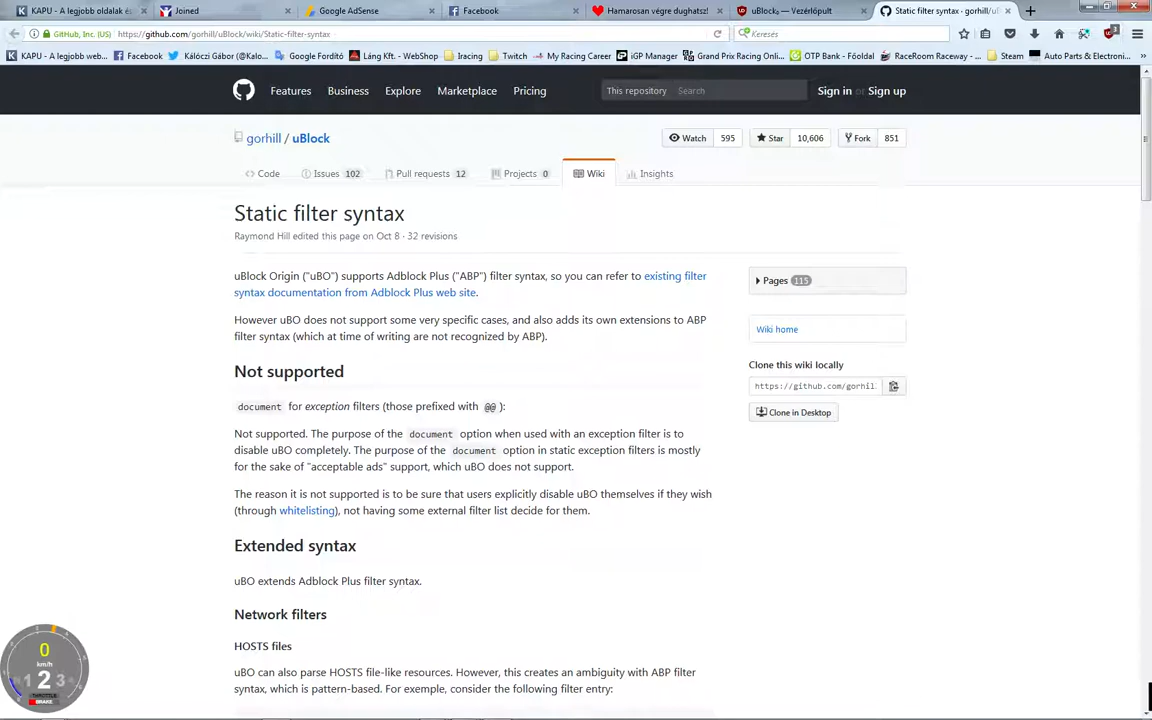 KAPU - A legjobb oldalak és
Joined
Google AdSense
Facebook
Hamarosan végre dughatsz!
uBlock₀ — Vezérlőpult
Static filter syntax · gorhill/u
GitHub, Inc. (US)
https://github.com/gorhill/uBlock/wiki/Static-filter-syntax
Keresés
KAPU - A legjobb web...
Facebook
Kálóczi Gábor (@Kalo...
Google Fordító
Láng Kft. - WebShop
Iracing
Twitch
My Racing Career
iGP Manager
Grand Prix Racing Onli...
OTP Bank - Főoldal
RaceRoom Raceway - ...
Steam
Auto Parts & Electroni...
Features
Business
Explore
Marketplace
Pricing
This repository
Search
Sign in or Sign up
gorhill / uBlock
Watch 595
Star 10,606
Fork 851
Code
Issues 102
Pull requests 12
Projects 0
Wiki
Insights
Static filter syntax
Raymond Hill edited this page on Oct 8 · 32 revisions
uBlock Origin ("uBO") supports Adblock Plus ("ABP") filter syntax, so you can refer to existing filter
syntax documentation from Adblock Plus web site.
However uBO does not support some very specific cases, and also adds its own extensions to ABP
filter syntax (which at time of writing are not recognized by ABP).
Not supported
document for exception filters (those prefixed with @@ ):
Not supported. The purpose of the document option when used with an exception filter is to
disable uBO completely. The purpose of the document option in static exception filters is mostly
for the sake of "acceptable ads" support, which uBO does not support.
The reason it is not supported is to be sure that users explicitly disable uBO themselves if they wish
(through whitelisting), not having some external filter list decide for them.
Extended syntax
uBO extends Adblock Plus filter syntax.
Network filters
HOSTS files
uBO can also parse HOSTS file-like resources. However, this creates an ambiguity with ABP filter
syntax, which is pattern-based. For exemple, consider the following filter entry:
Pages 115
Wiki home
Clone this wiki locally
https://github.com/gorhil
Clone in Desktop
0
km/h
1 2 3
THROTTLE
BRAKE